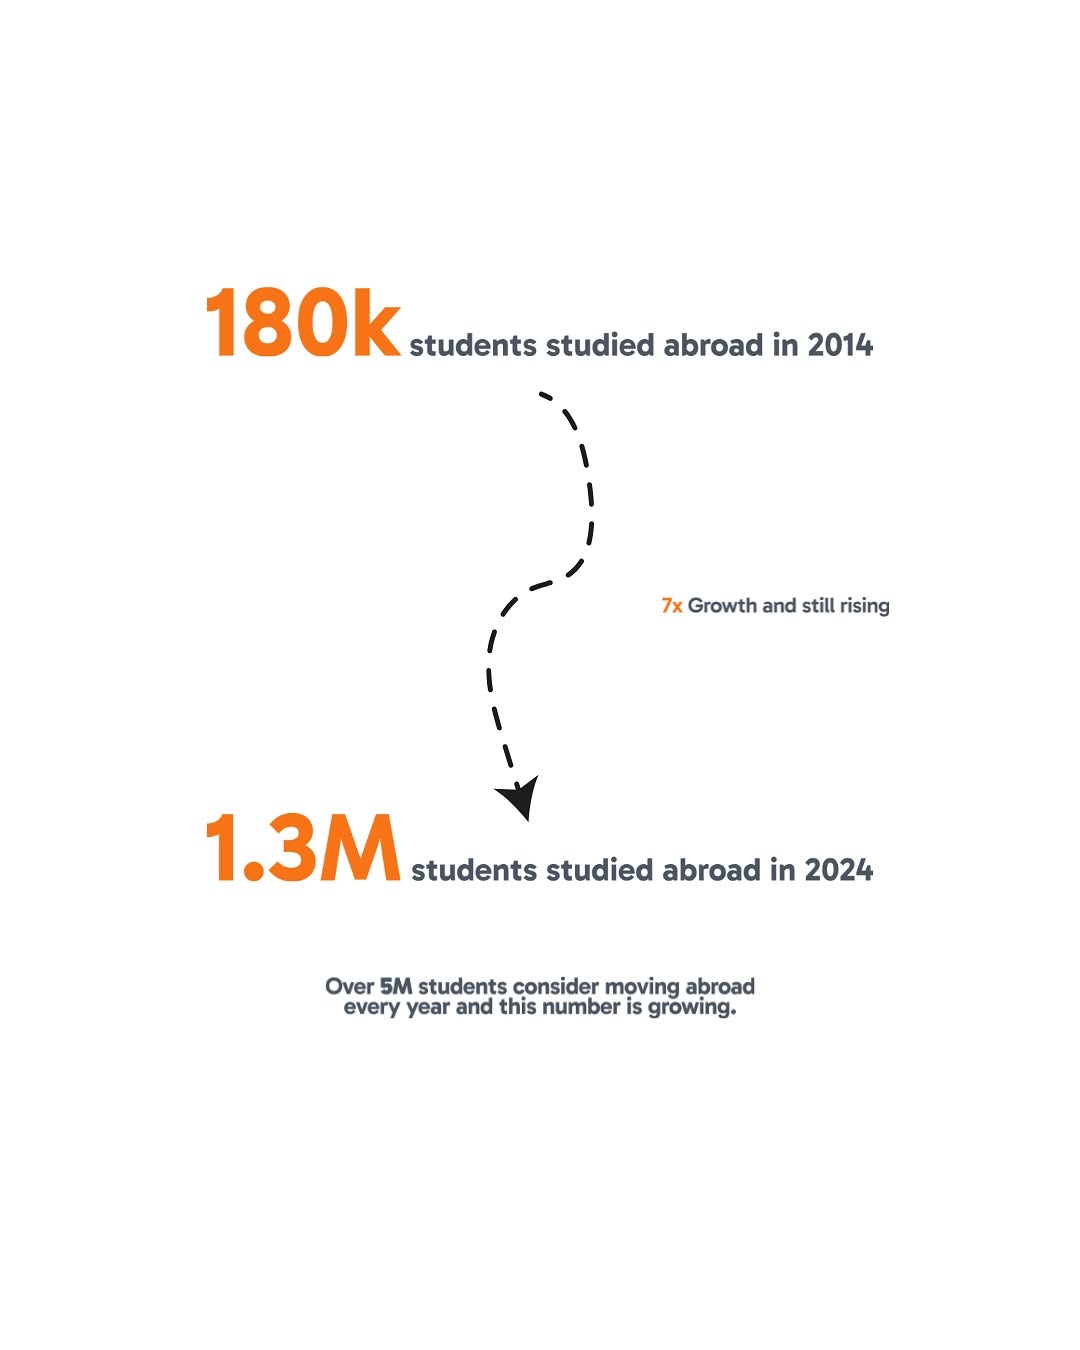 180k students studied abroad in 2014
7x Growth and still rising
1.3M students studied abroad in 2024
Over 5M students consider moving abroad
every year and this number is growing.